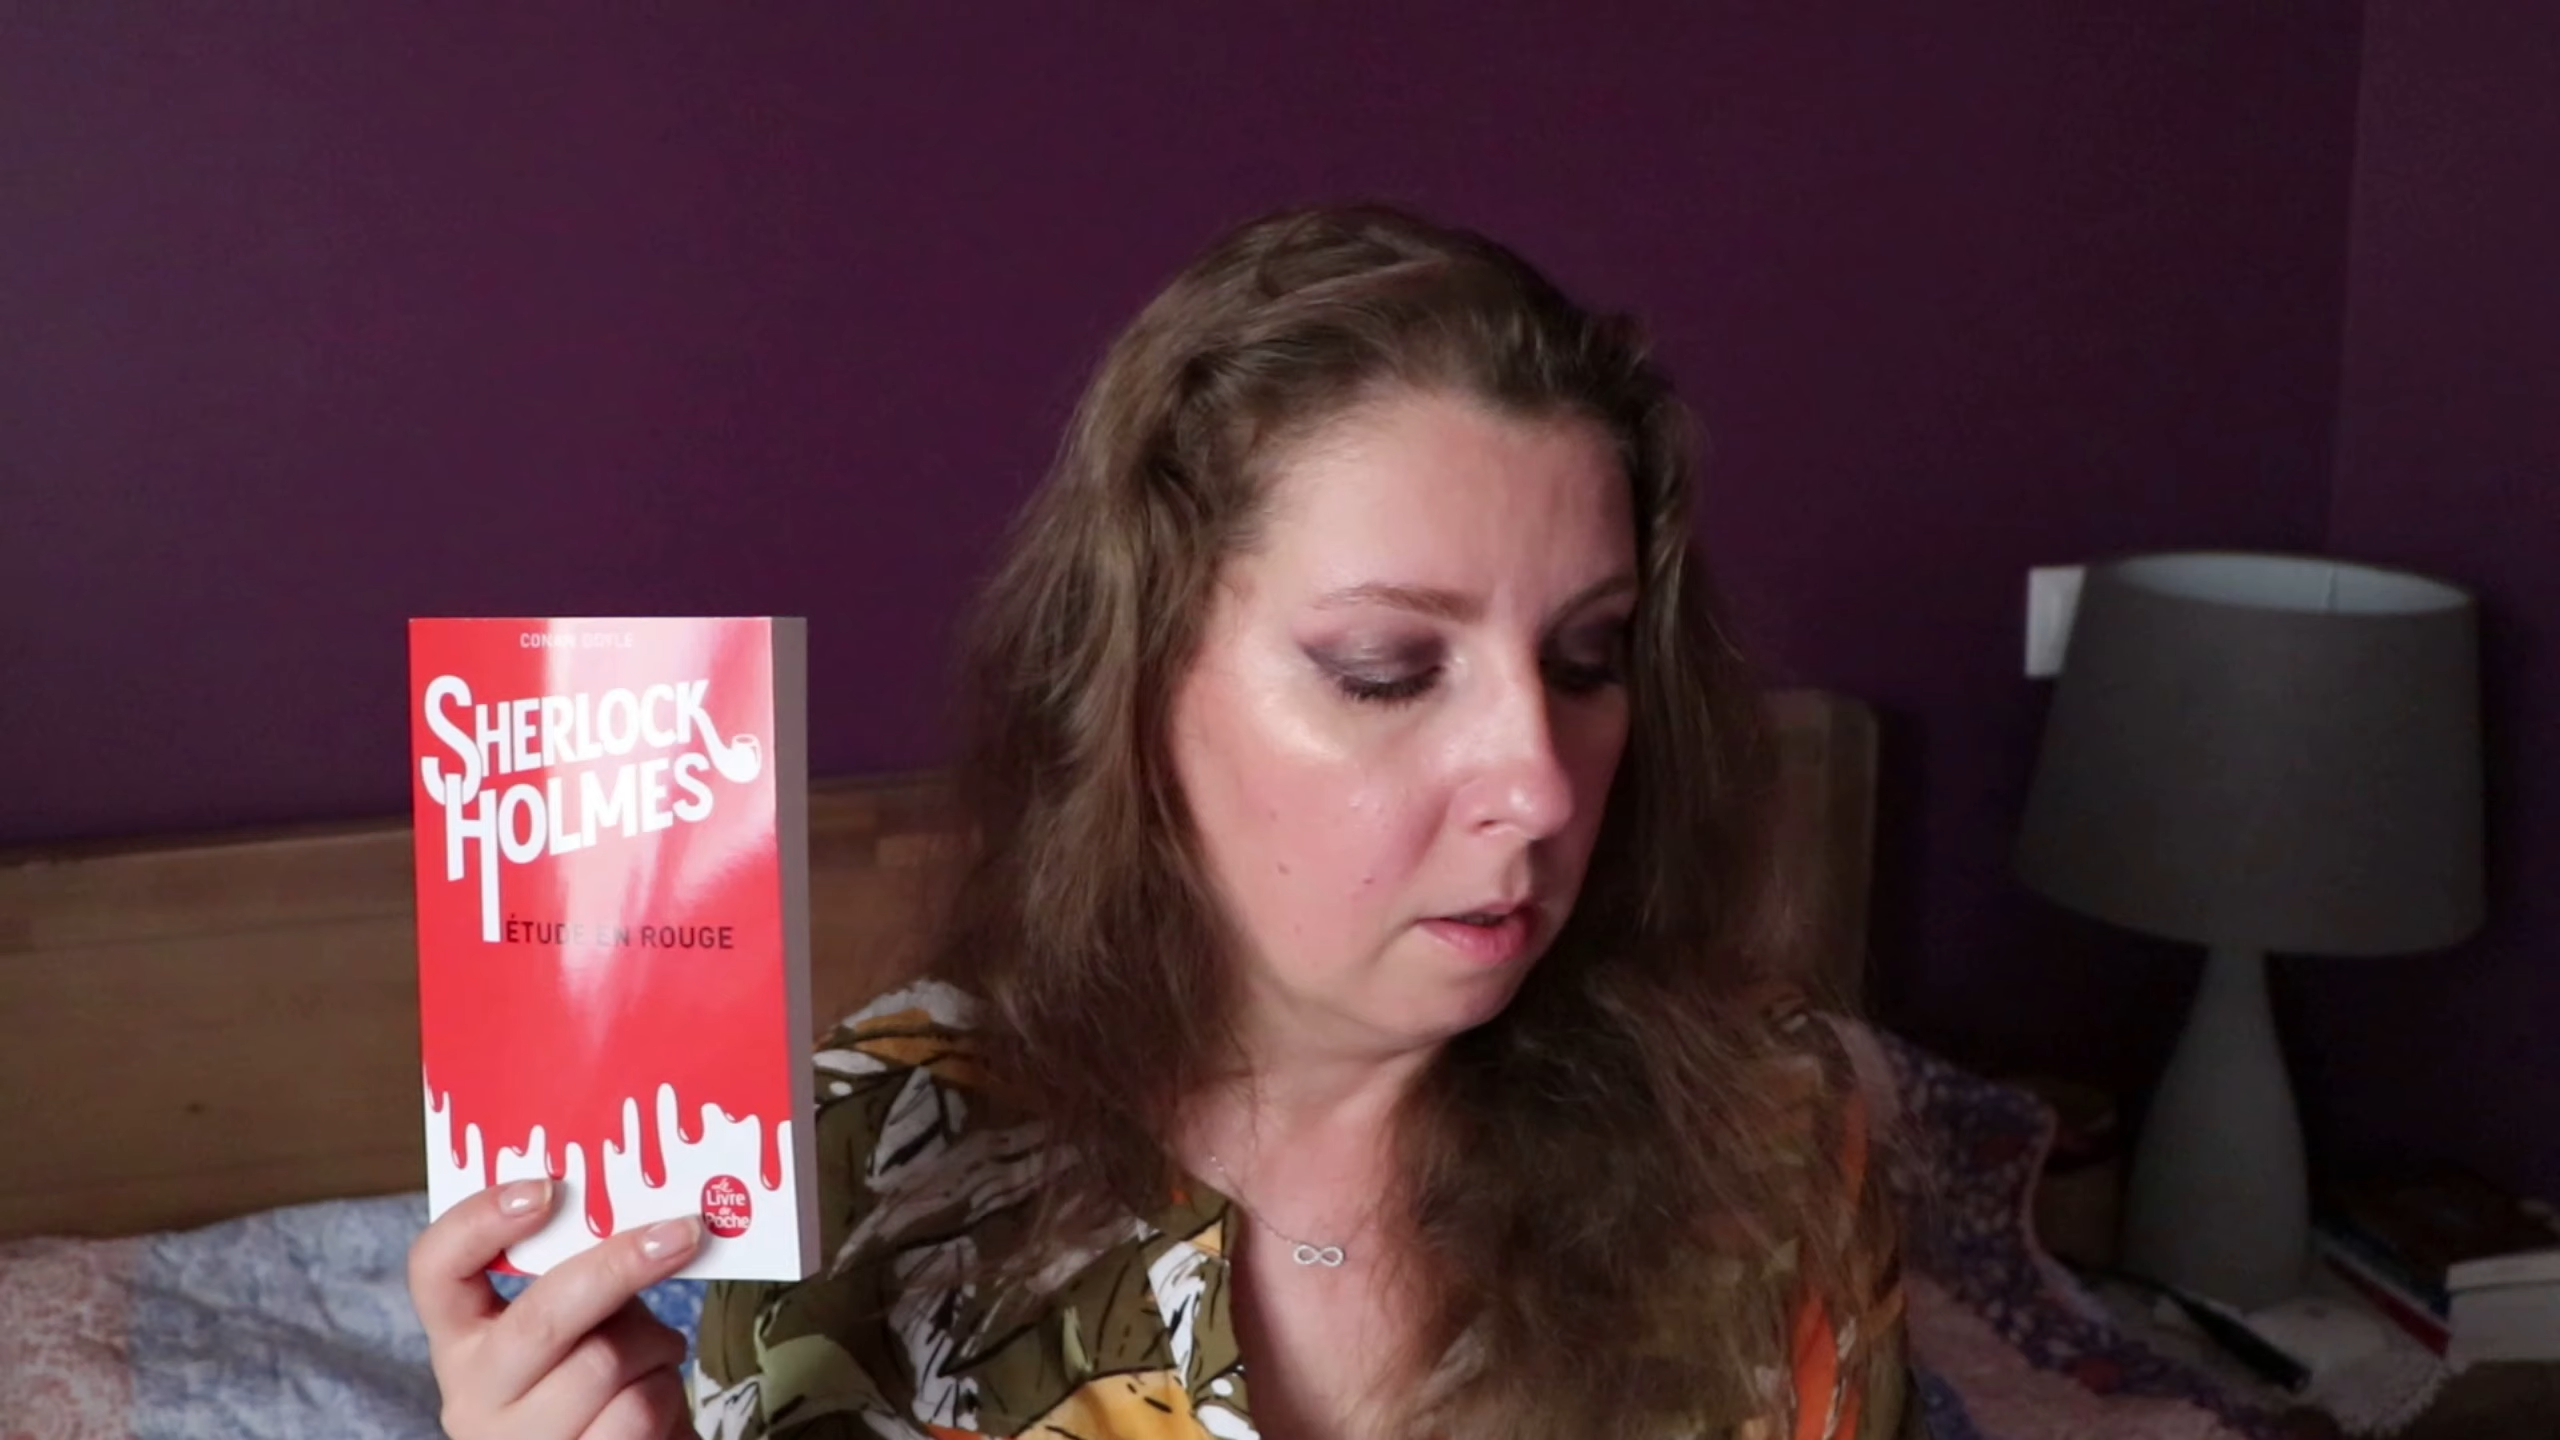 CONAN DOYLE
SHERLOCK
HOLMES
ÉTUDE EN ROUGE
Le
Livre
de
Poche